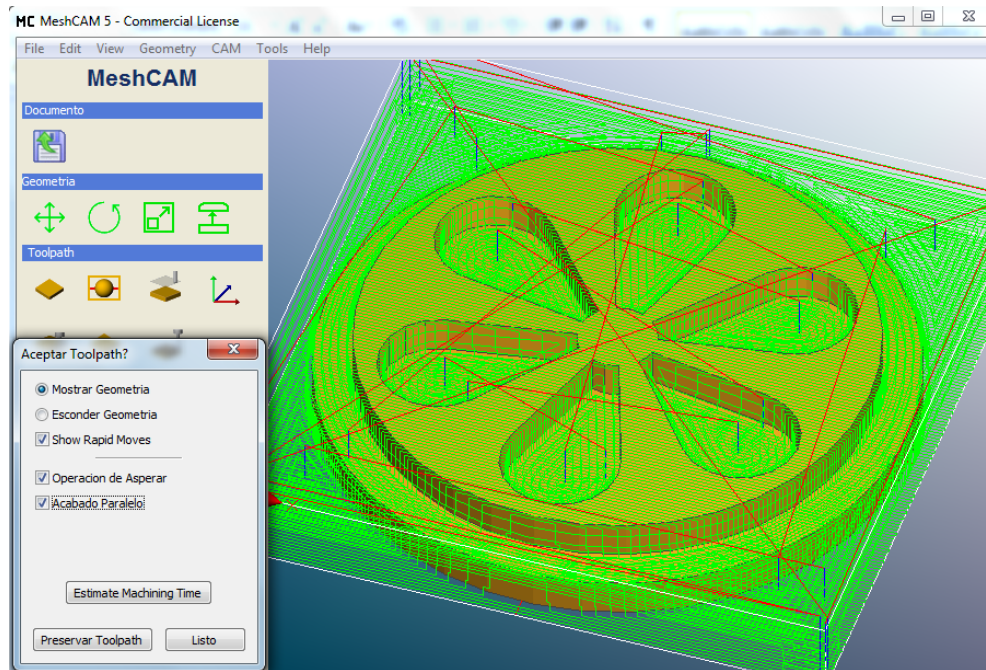 MC MeshCAM 5 - Commercial License
File Edit View Geometry CAM Tools Help
MeshCAM
Documento
Geometria
Toolpath
Aceptar Toolpath?
Mostrar Geometria
Esconder Geometria
Show Rapid Moves
Operacion de Asperar
Acabado Paralelo
Estimate Machining Time
Preservar Toolpath Listo